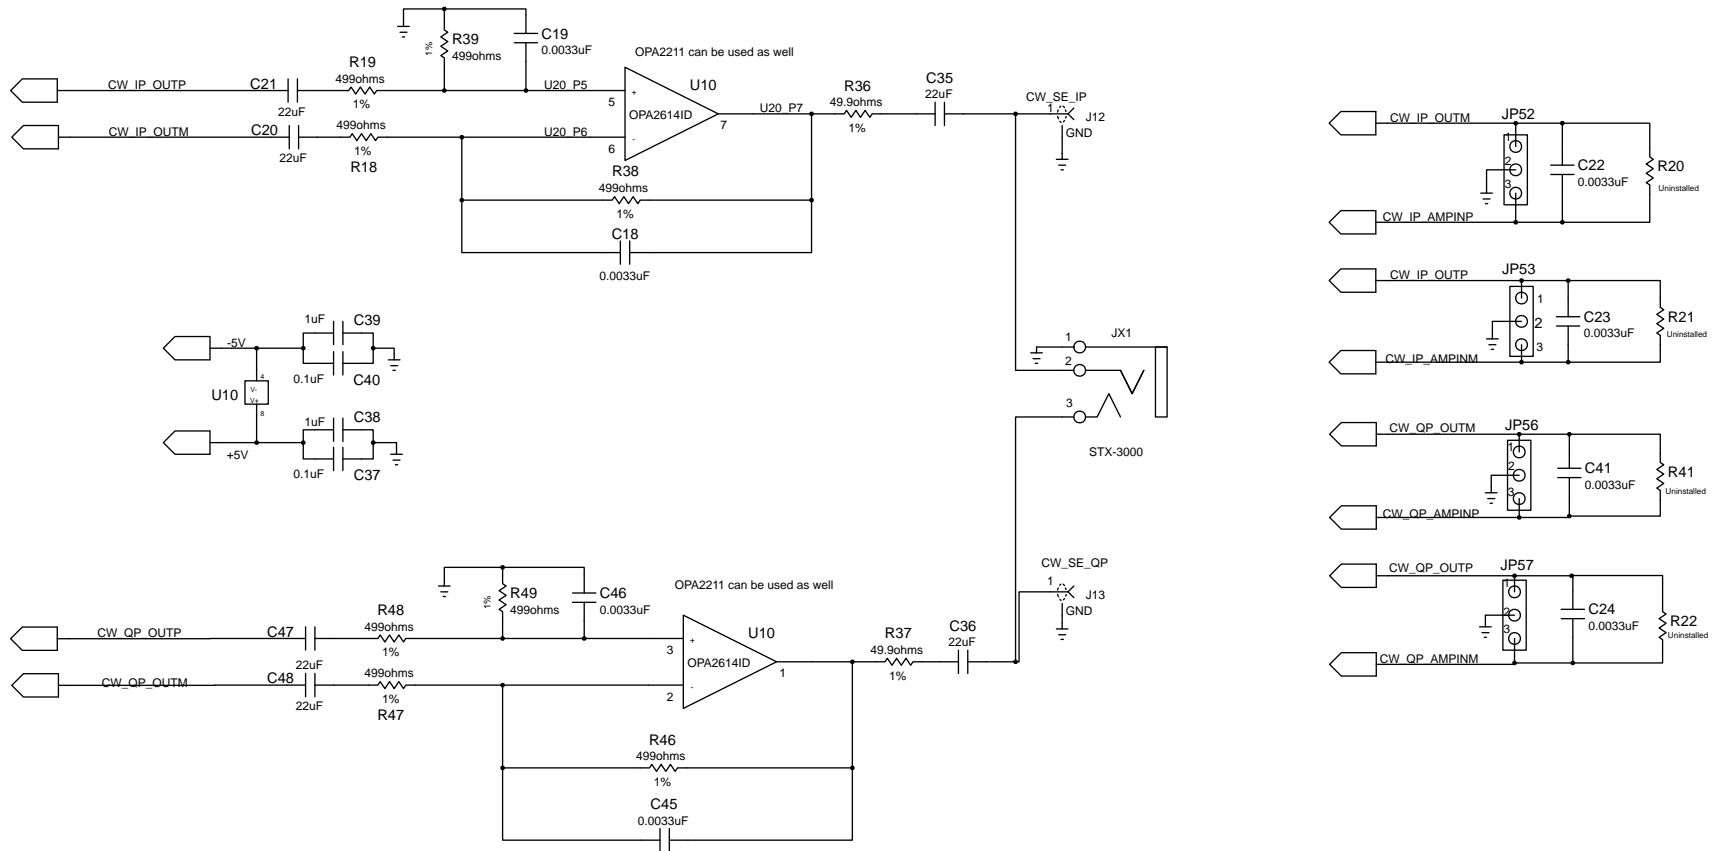 CW_IP_OUTP
C21
22uF
R19
499ohms
1%
1%
R39
499ohms
C19
0.0033uF
OPA2211 can be used as well
U20_P5
5
+
U10
OPA2614ID
7
U20_P7
R36
49.9ohms
1%
C35
22uF
CW_SE_IP
1
J12
GND
CW_IP_OUTM
C20
22uF
499ohms
1%
R18
U20_P6
6
-
R38
499ohms
1%
C18
0.0033uF
-5V
1uF
C39
0.1uF
C40
U10
4
V-
V+
8
+5V
1uF
C38
0.1uF
C37
1
JX1
2
3
STX-3000
CW_QP_OUTP
C47
22uF
R48
499ohms
1%
1%
R49
499ohms
C46
0.0033uF
OPA2211 can be used as well
3
+
U10
OPA2614ID
1
R37
49.9ohms
1%
C36
22uF
CW_SE_QP
1
J13
GND
CW_QP_OUTM
C48
22uF
499ohms
1%
R47
2
-
R46
499ohms
1%
C45
0.0033uF
CW_IP_OUTM
JP52
1
2
3
C22
0.0033uF
R20
Uninstalled
CW_IP_AMPINP
CW_IP_OUTP
JP53
1
2
3
C23
0.0033uF
R21
Uninstalled
CW_IP_AMPINM
CW_QP_OUTM
JP56
1
2
3
C41
0.0033uF
R41
Uninstalled
CW_QP_AMPINP
CW_QP_OUTP
JP57
1
2
3
C24
0.0033uF
R22
Uninstalled
CW_QP_AMPINM